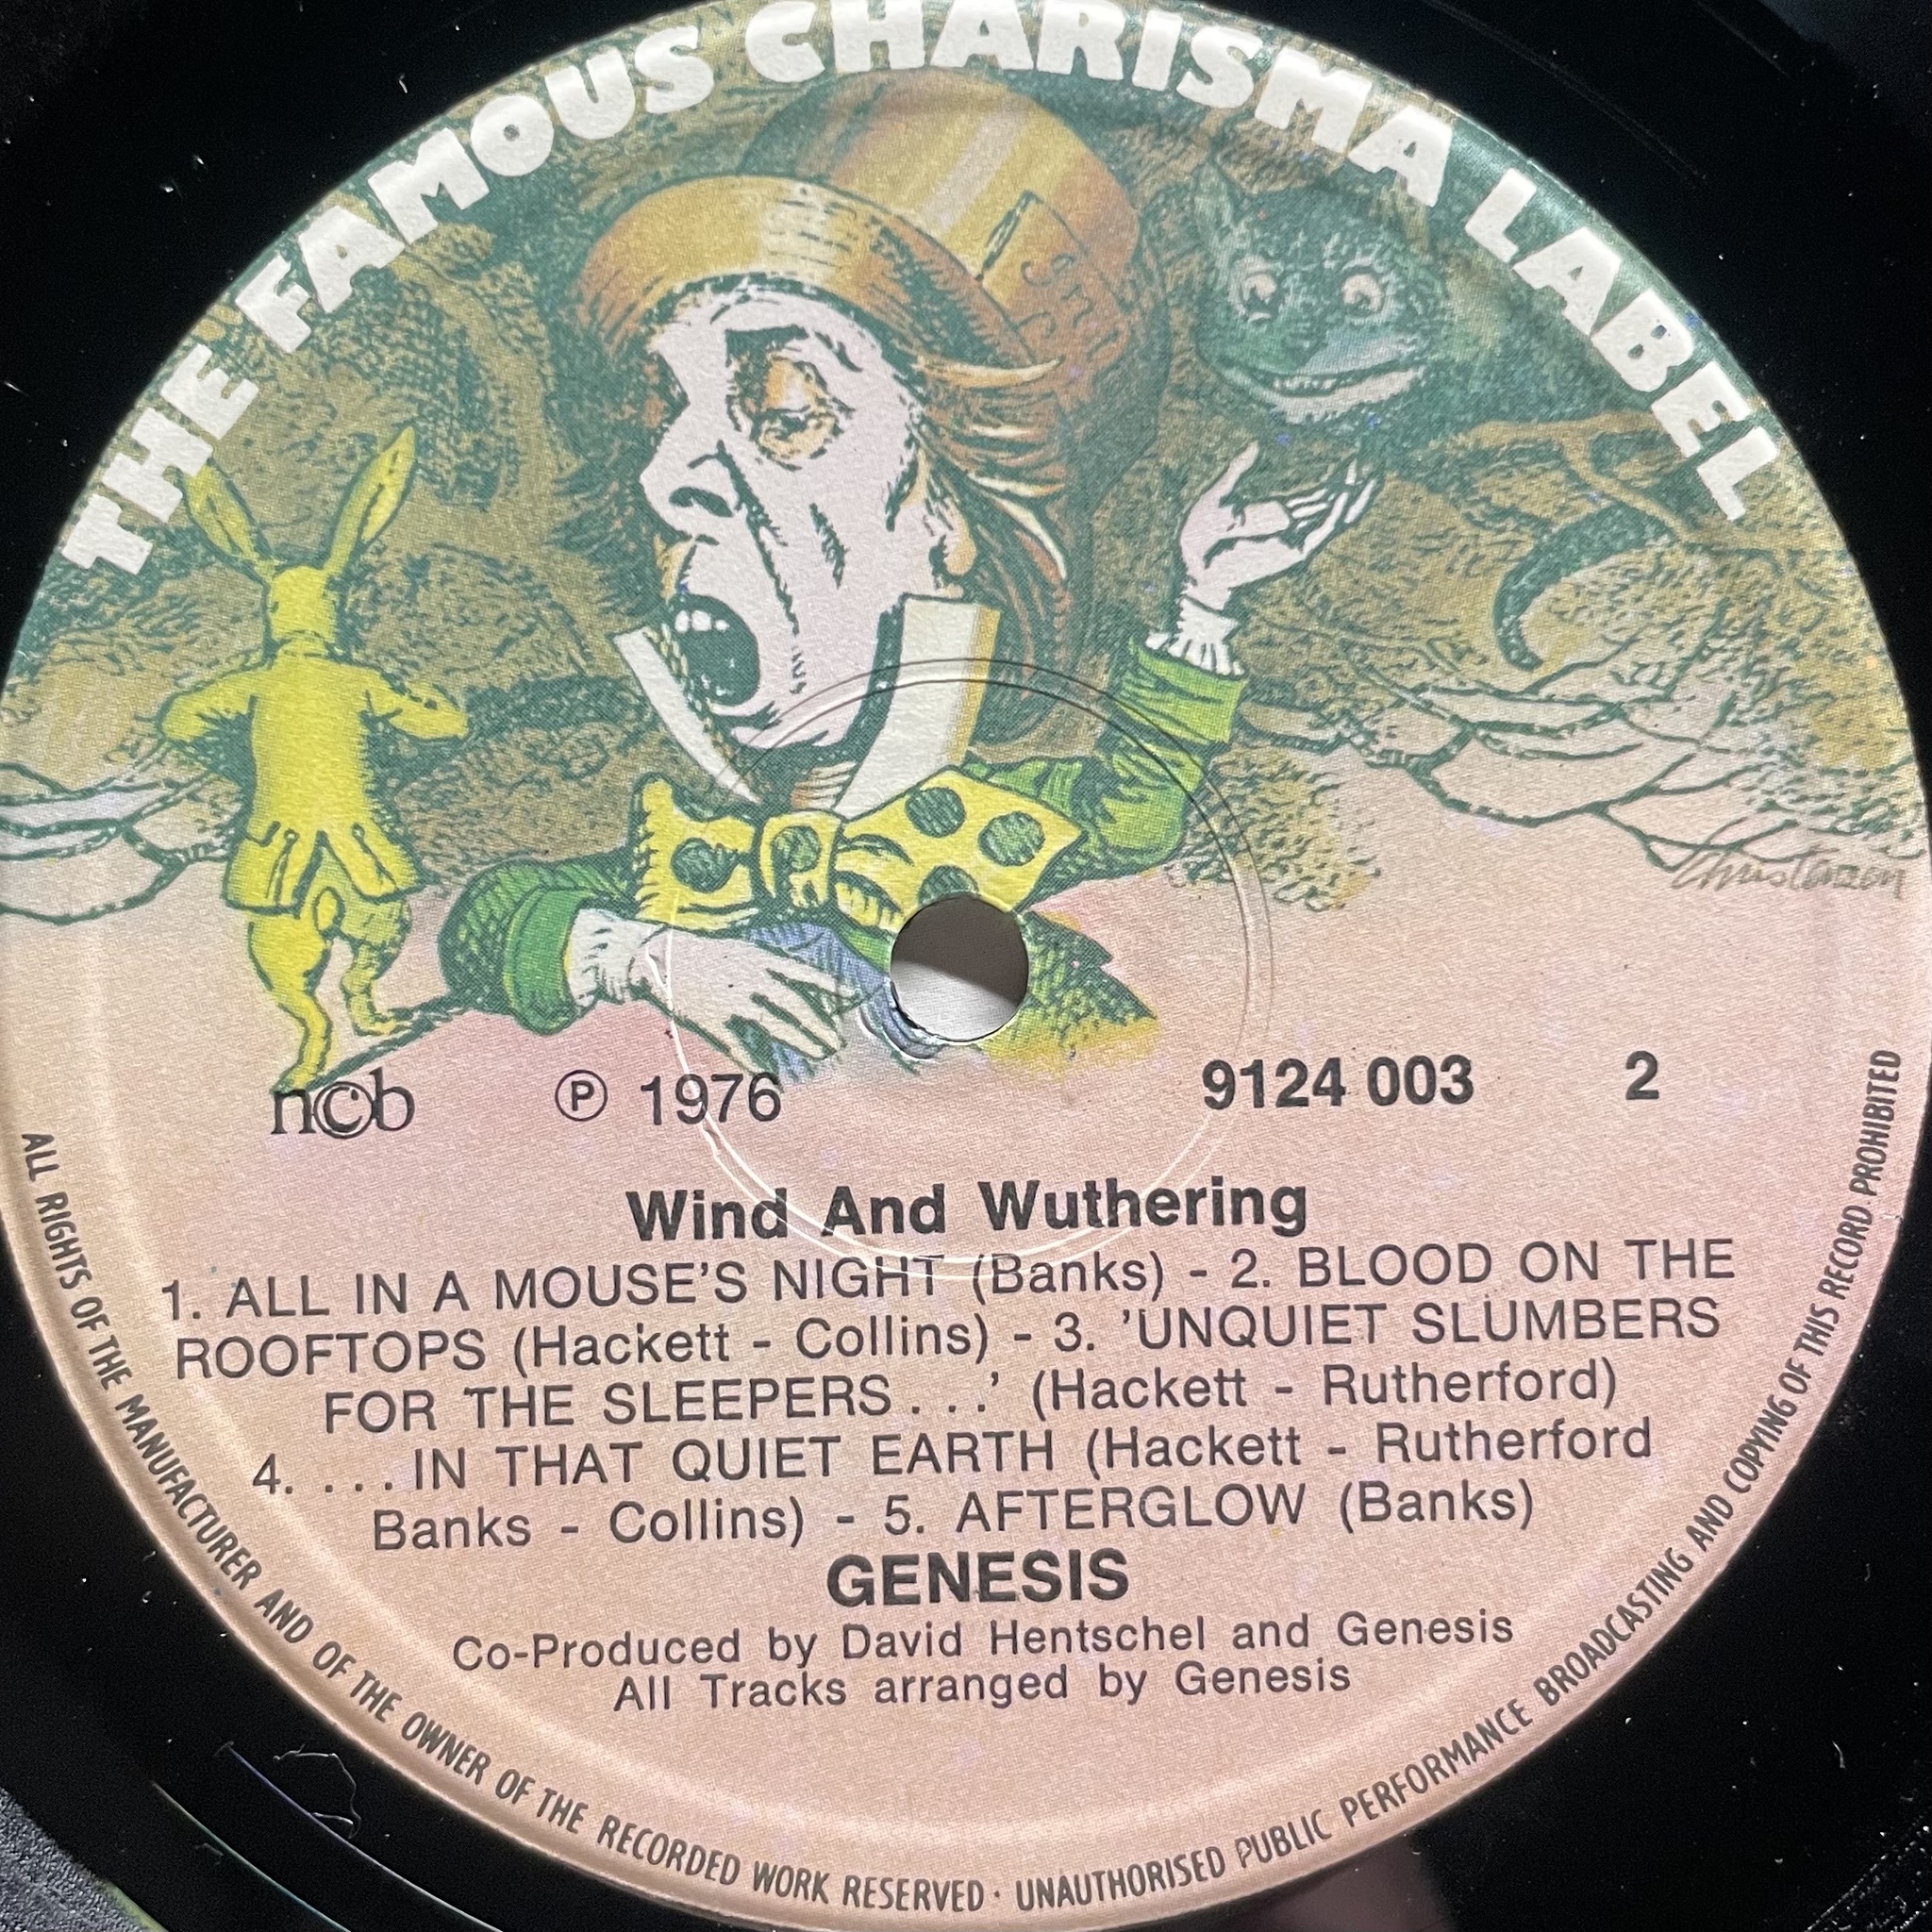 THE FAMOUS CHARISMA LABEL
Christenzen
n©b ℗ 1976 9124 003 2
Wind And Wuthering
1. ALL IN A MOUSE'S NIGHT (Banks) - 2. BLOOD ON THE
ROOFTOPS (Hackett - Collins) - 3. 'UNQUIET SLUMBERS
FOR THE SLEEPERS . . .' (Hackett - Rutherford)
4. . . . IN THAT QUIET EARTH (Hackett - Rutherford
Banks - Collins) - 5. AFTERGLOW (Banks)
GENESIS
Co-Produced by David Hentschel and Genesis
All Tracks arranged by Genesis
ALL RIGHTS OF THE MANUFACTURER AND OF THE OWNER OF THE RECORDED WORK RESERVED · UNAUTHORISED PUBLIC PERFORMANCE BROADCASTING AND COPYING OF THIS RECORD PROHIBITED